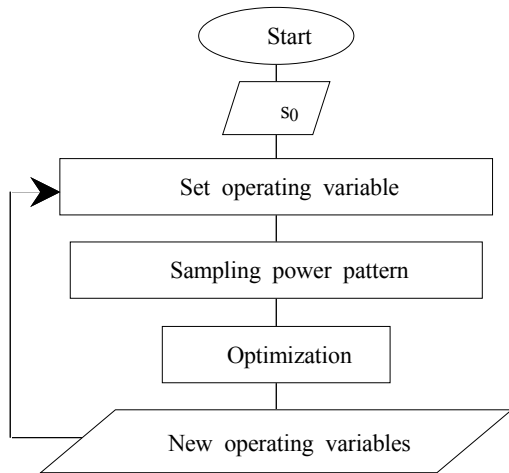 Start
s₀
Set operating variable
Sampling power pattern
Optimization
New operating variables